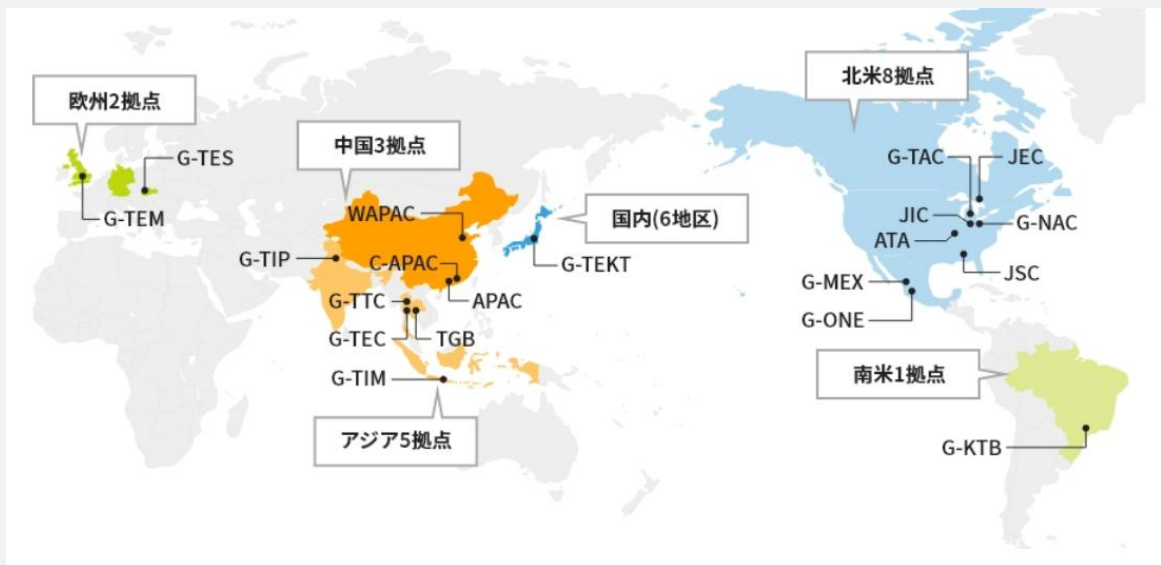 欧州2拠点
G-TES
G-TEM
中国3拠点
WAPAC
C-APAC
APAC
国内(6地区)
G-TEKT
G-TIP
G-TTC
G-TEC
TGB
G-TIM
アジア5拠点
北米8拠点
G-TAC
JEC
JIC
G-NAC
ATA
JSC
G-MEX
G-ONE
南米1拠点
G-KTB